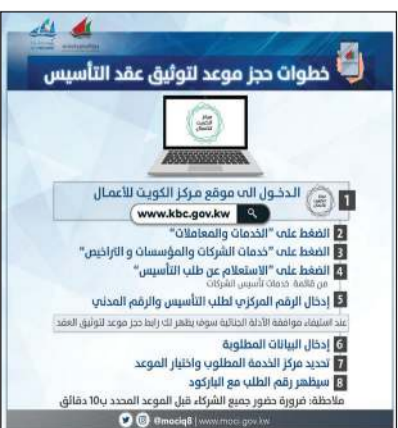 خطوات حجز موعد لتوثيق عقد التأسيس
مركز
الكويت
للأعمال
1 الدخول الى موقع مركز الكويت للأعمال
www.kbc.gov.kw
2 الضغط على "الخدمات والمعاملات"
3 الضغط على "خدمات الشركات والمؤسسات و التراخيص"
4 الضغط على "الاستعلام عن طلب التأسيس"
من قائمة خدمات تأسيس الشركات
5 إدخال الرقم المركزي لطلب التأسيس والرقم المدني
عند استيفاء موافقة الأدلة الجنائية سوف يظهر لك رابط حجز موعد لتوثيق العقد
6 إدخال البيانات المطلوبة
7 تحديد مركز الخدمة المطلوب واختيار الموعد
8 سيظهر رقم الطلب مع الباركود
ملاحظة: ضرورة حضور جميع الشركاء قبل الموعد المحدد ب10 دقائق
@mociq8 | www.moci.gov.kw